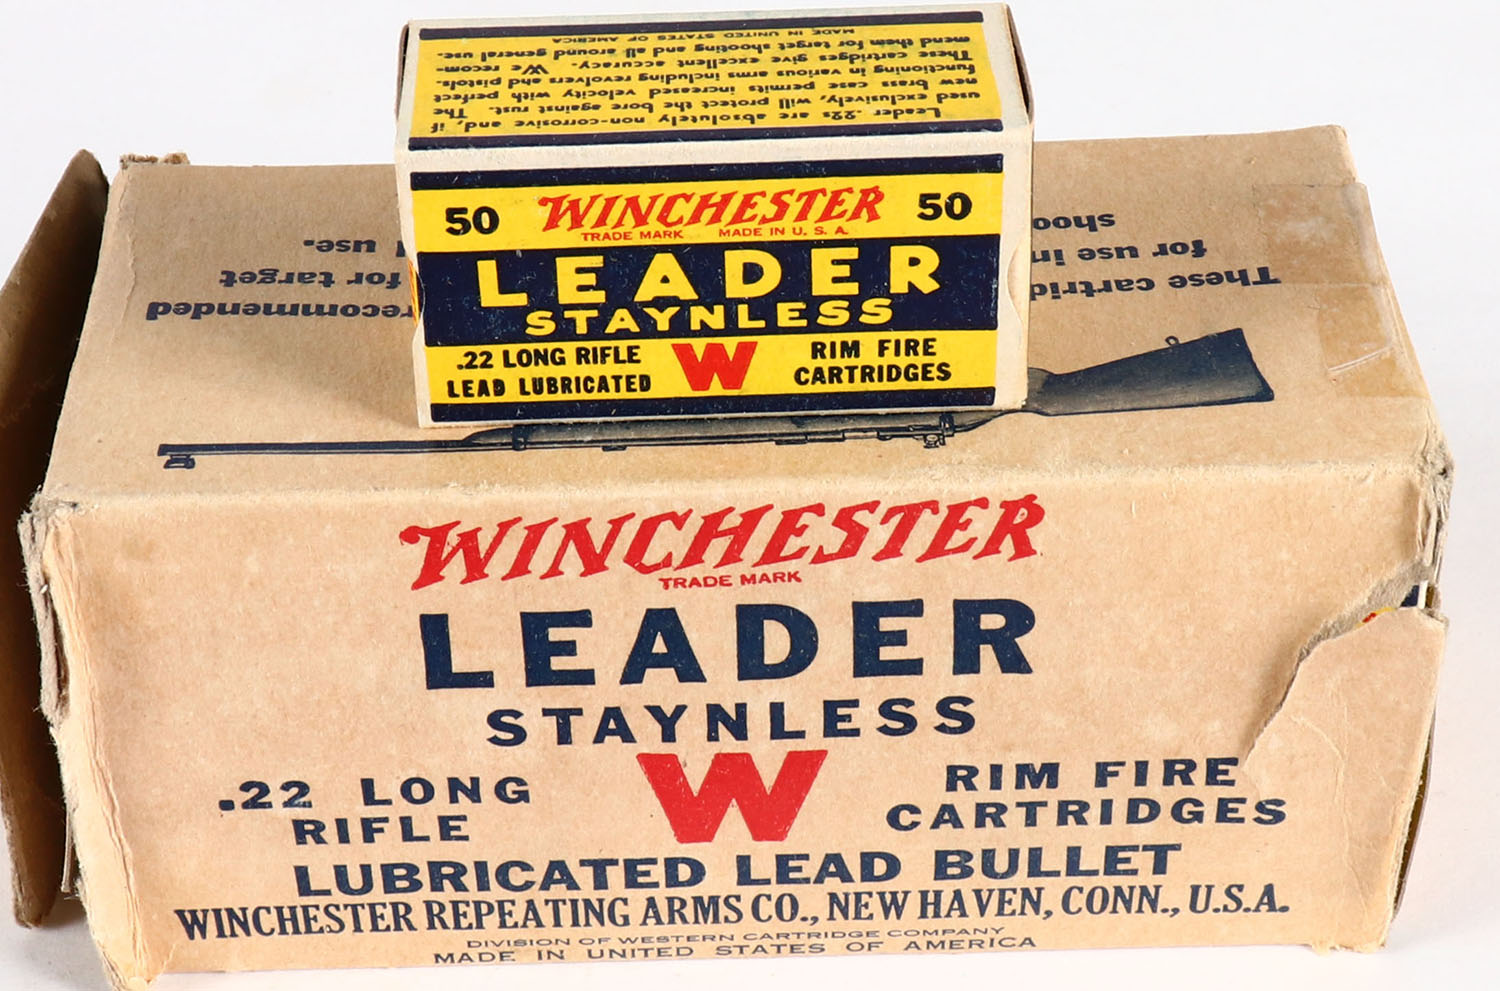 Leader .22s are absolutely non-corrosive and, if
used exclusively, will protect the bore against rust. The
new brass case permits increased velocity with perfect
functioning in various arms including revolvers and pistols.
These cartridges give excellent accuracy. We recom-
mend them for target shooting and all around general use.
MADE IN UNITED STATES OF AMERICA
50 WINCHESTER 50
TRADE MARK MADE IN U. S. A.
LEADER
STAYNLESS
.22 LONG RIFLE W RIM FIRE
LEAD LUBRICATED CARTRIDGES
These recommended
for use in for target
shoo use.
WINCHESTER
TRADE MARK
LEADER
STAYNLESS
.22 LONG W RIM FIRE
RIFLE CARTRIDGES
LUBRICATED LEAD BULLET
WINCHESTER REPEATING ARMS CO., NEW HAVEN, CONN., U.S.A.
DIVISION OF WESTERN CARTRIDGE COMPANY
MADE IN UNITED STATES OF AMERICA